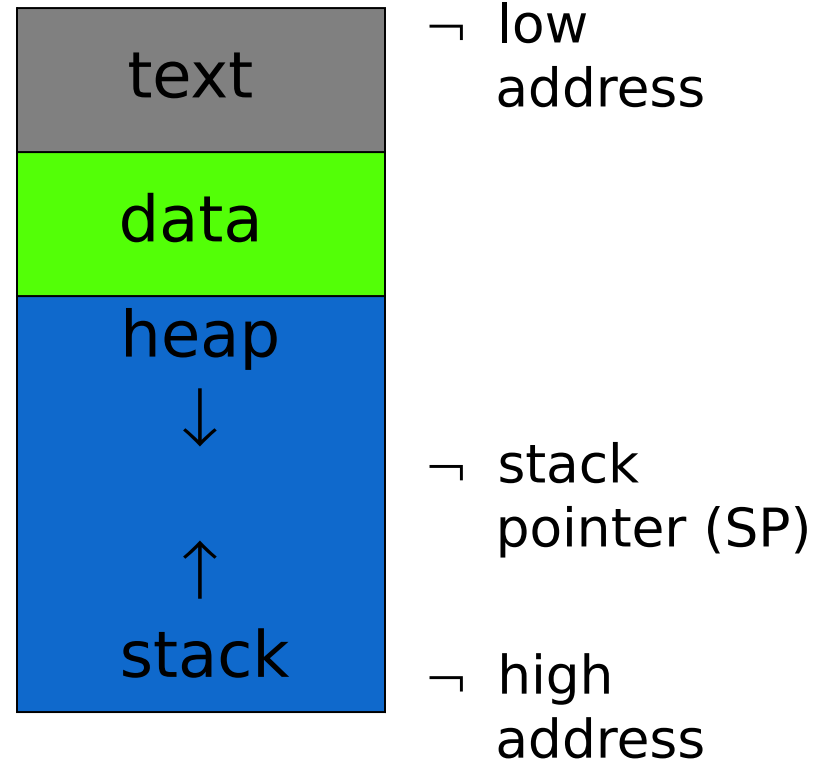 text
¬ low
address
data
heap
↓
¬ stack
pointer (SP)
↑
stack
¬ high
address